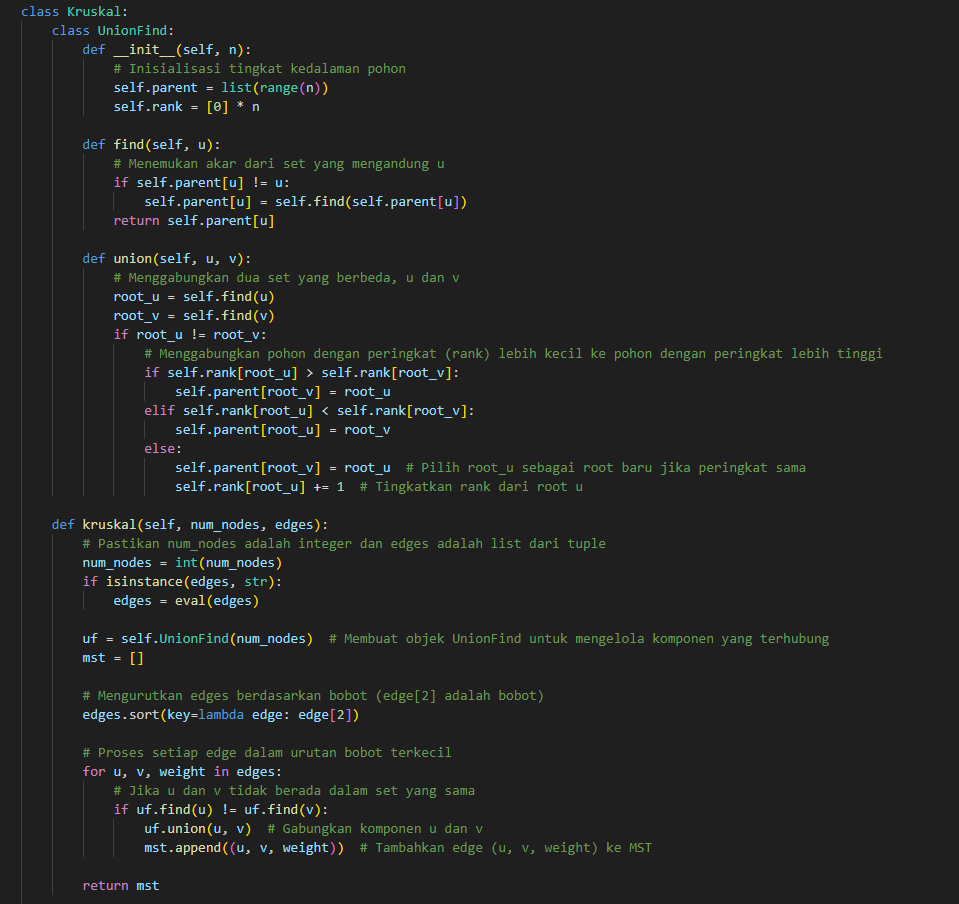 class Kruskal:
    class UnionFind:
        def __init__(self, n):
            # Inisialisasi tingkat kedalaman pohon
            self.parent = list(range(n))
            self.rank = [0] * n

        def find(self, u):
            # Menemukan akar dari set yang mengandung u
            if self.parent[u] != u:
                self.parent[u] = self.find(self.parent[u])
            return self.parent[u]

        def union(self, u, v):
            # Menggabungkan dua set yang berbeda, u dan v
            root_u = self.find(u)
            root_v = self.find(v)
            if root_u != root_v:
                # Menggabungkan pohon dengan peringkat (rank) lebih kecil ke pohon dengan peringkat lebih tinggi
                if self.rank[root_u] > self.rank[root_v]:
                    self.parent[root_v] = root_u
                elif self.rank[root_u] < self.rank[root_v]:
                    self.parent[root_u] = root_v
                else:
                    self.parent[root_v] = root_u  # Pilih root_u sebagai root baru jika peringkat sama
                    self.rank[root_u] += 1  # Tingkatkan rank dari root u

    def kruskal(self, num_nodes, edges):
        # Pastikan num_nodes adalah integer dan edges adalah list dari tuple
        num_nodes = int(num_nodes)
        if isinstance(edges, str):
            edges = eval(edges)

        uf = self.UnionFind(num_nodes)  # Membuat objek UnionFind untuk mengelola komponen yang terhubung
        mst = []

        # Mengurutkan edges berdasarkan bobot (edge[2] adalah bobot)
        edges.sort(key=lambda edge: edge[2])

        # Proses setiap edge dalam urutan bobot terkecil
        for u, v, weight in edges:
            # Jika u dan v tidak berada dalam set yang sama
            if uf.find(u) != uf.find(v):
                uf.union(u, v)  # Gabungkan komponen u dan v
                mst.append((u, v, weight))  # Tambahkan edge (u, v, weight) ke MST

        return mst